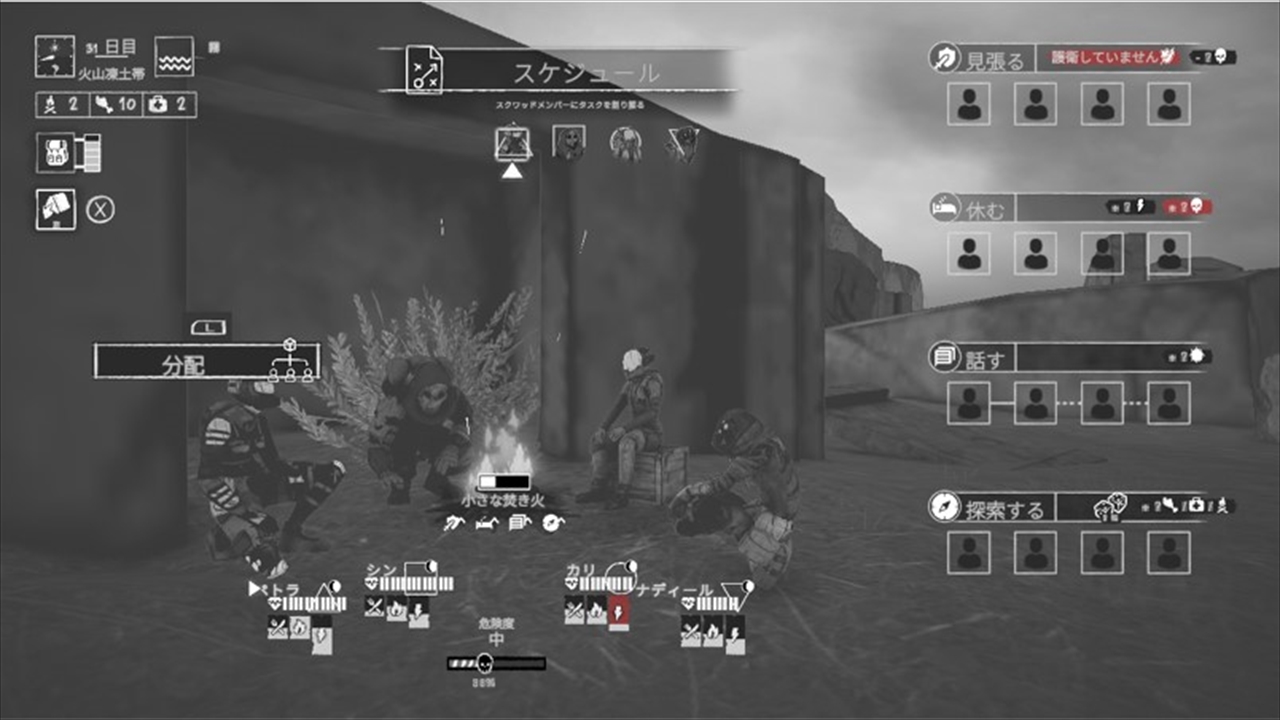 31 日目
火山凍土帯
2 10 2
X
スケジュール
スクワッドメンバーにタスクを割り振る
見張る 護衛していません
休む
話す
探索する
L
分配
小さな焚き火
ペトラ
シン
カリ
ナディール
危険度
中